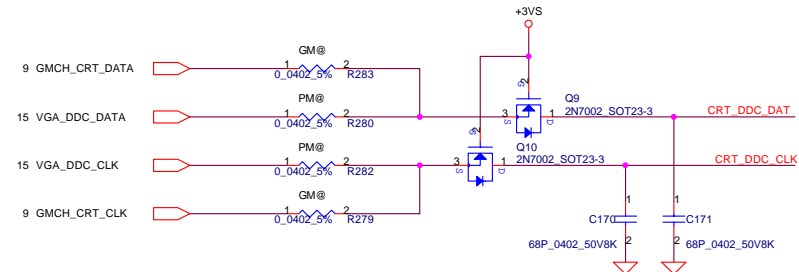 +3VS
GM@
9 GMCH_CRT_DATA 1 2
0_0402_5% R283
PM@
15 VGA_DDC_DATA 1 2
0_0402_5% R280
2
G
Q9
2N7002_SOT23-3
3 1
S D
CRT_DDC_DAT
PM@
15 VGA_DDC_CLK 1 2
0_0402_5% R282
2
G
Q10
2N7002_SOT23-3
3 1
S D
CRT_DDC_CLK
GM@
9 GMCH_CRT_CLK 1 2
0_0402_5% R279
1 1
C170 C171
2 2
68P_0402_50V8K 68P_0402_50V8K